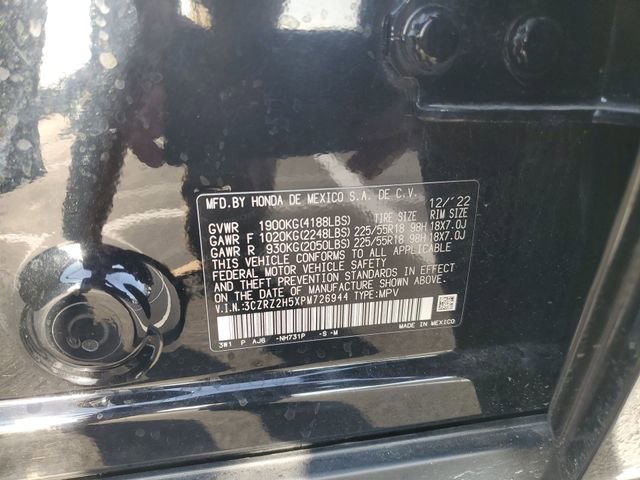 MFD.BY HONDA DE MEXICO S.A. DE C.V. 12/'22
GVWR 1900KG(4188LBS) TIRE SIZE RIM SIZE
GAWR F 1020KG(2248LBS) 225/55R18 98H 18X7.0J
GAWR R 930KG(2050LBS) 225/55R18 98H 18X7.0J
THIS VEHICLE CONFORMS TO ALL APPLICABLE
FEDERAL MOTOR VEHICLE SAFETY
AND THEFT PREVENTION STANDARDS IN EFFECT
ON THE DATE OF MANUFACTURE SHOWN ABOVE.
V.I.N.:3CZRZ2H5XPM726944 TYPE:MPV
3W1 P AJ6 -NH731P -S -M MADE IN MEXICO